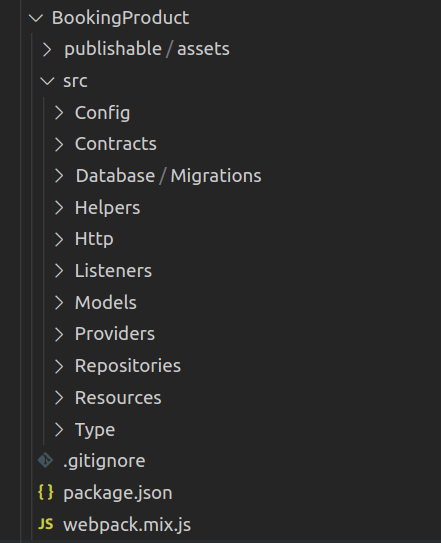 BookingProduct
publishable / assets
src
Config
Contracts
Database / Migrations
Helpers
Http
Listeners
Models
Providers
Repositories
Resources
Type
.gitignore
{ } package.json
JS webpack.mix.js